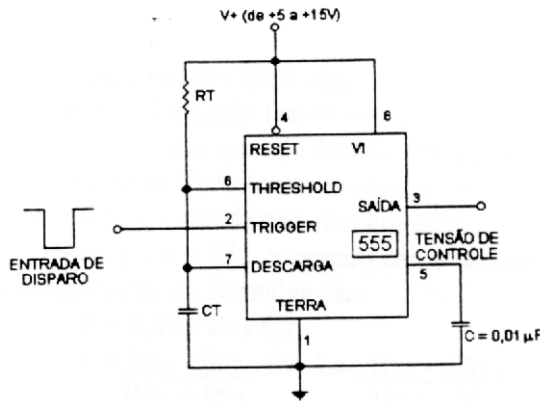 V+ (de +5 a +15V)
RT
4
8
RESET
VI
6
THRESHOLD
SAÍDA
3
2
TRIGGER
555
TENSÃO DE
CONTROLE
7
DESCARGA
5
ENTRADA DE
DISPARO
CT
TERRA
1
C = 0,01 µF